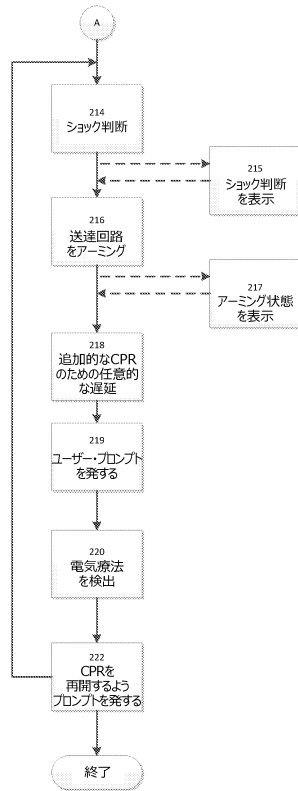 A
214
ショック判断
215
ショック判断
を表示
216
送達回路
をアーミング
217
アーミング状態
を表示
218
追加的なCPR
のための任意的
な遅延
219
ユーザー・プロンプト
を発する
220
電気療法
を検出
222
CPRを
再開するよう
プロンプトを発する
終了